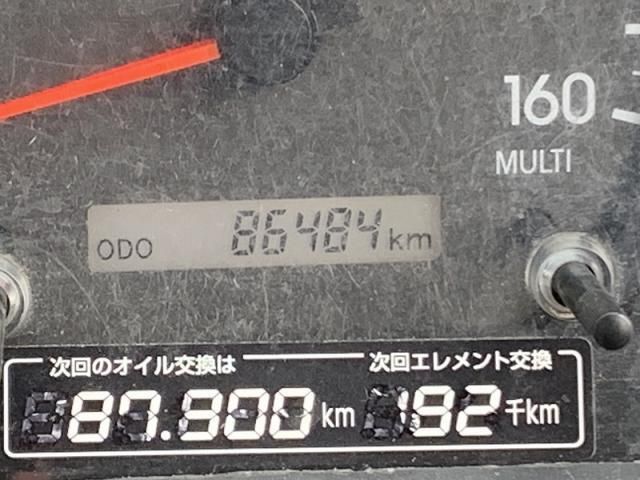 160
MULTI
ODO 86484 km
次回のオイル交換は 次回エレメント交換
87.900 km 192 千km